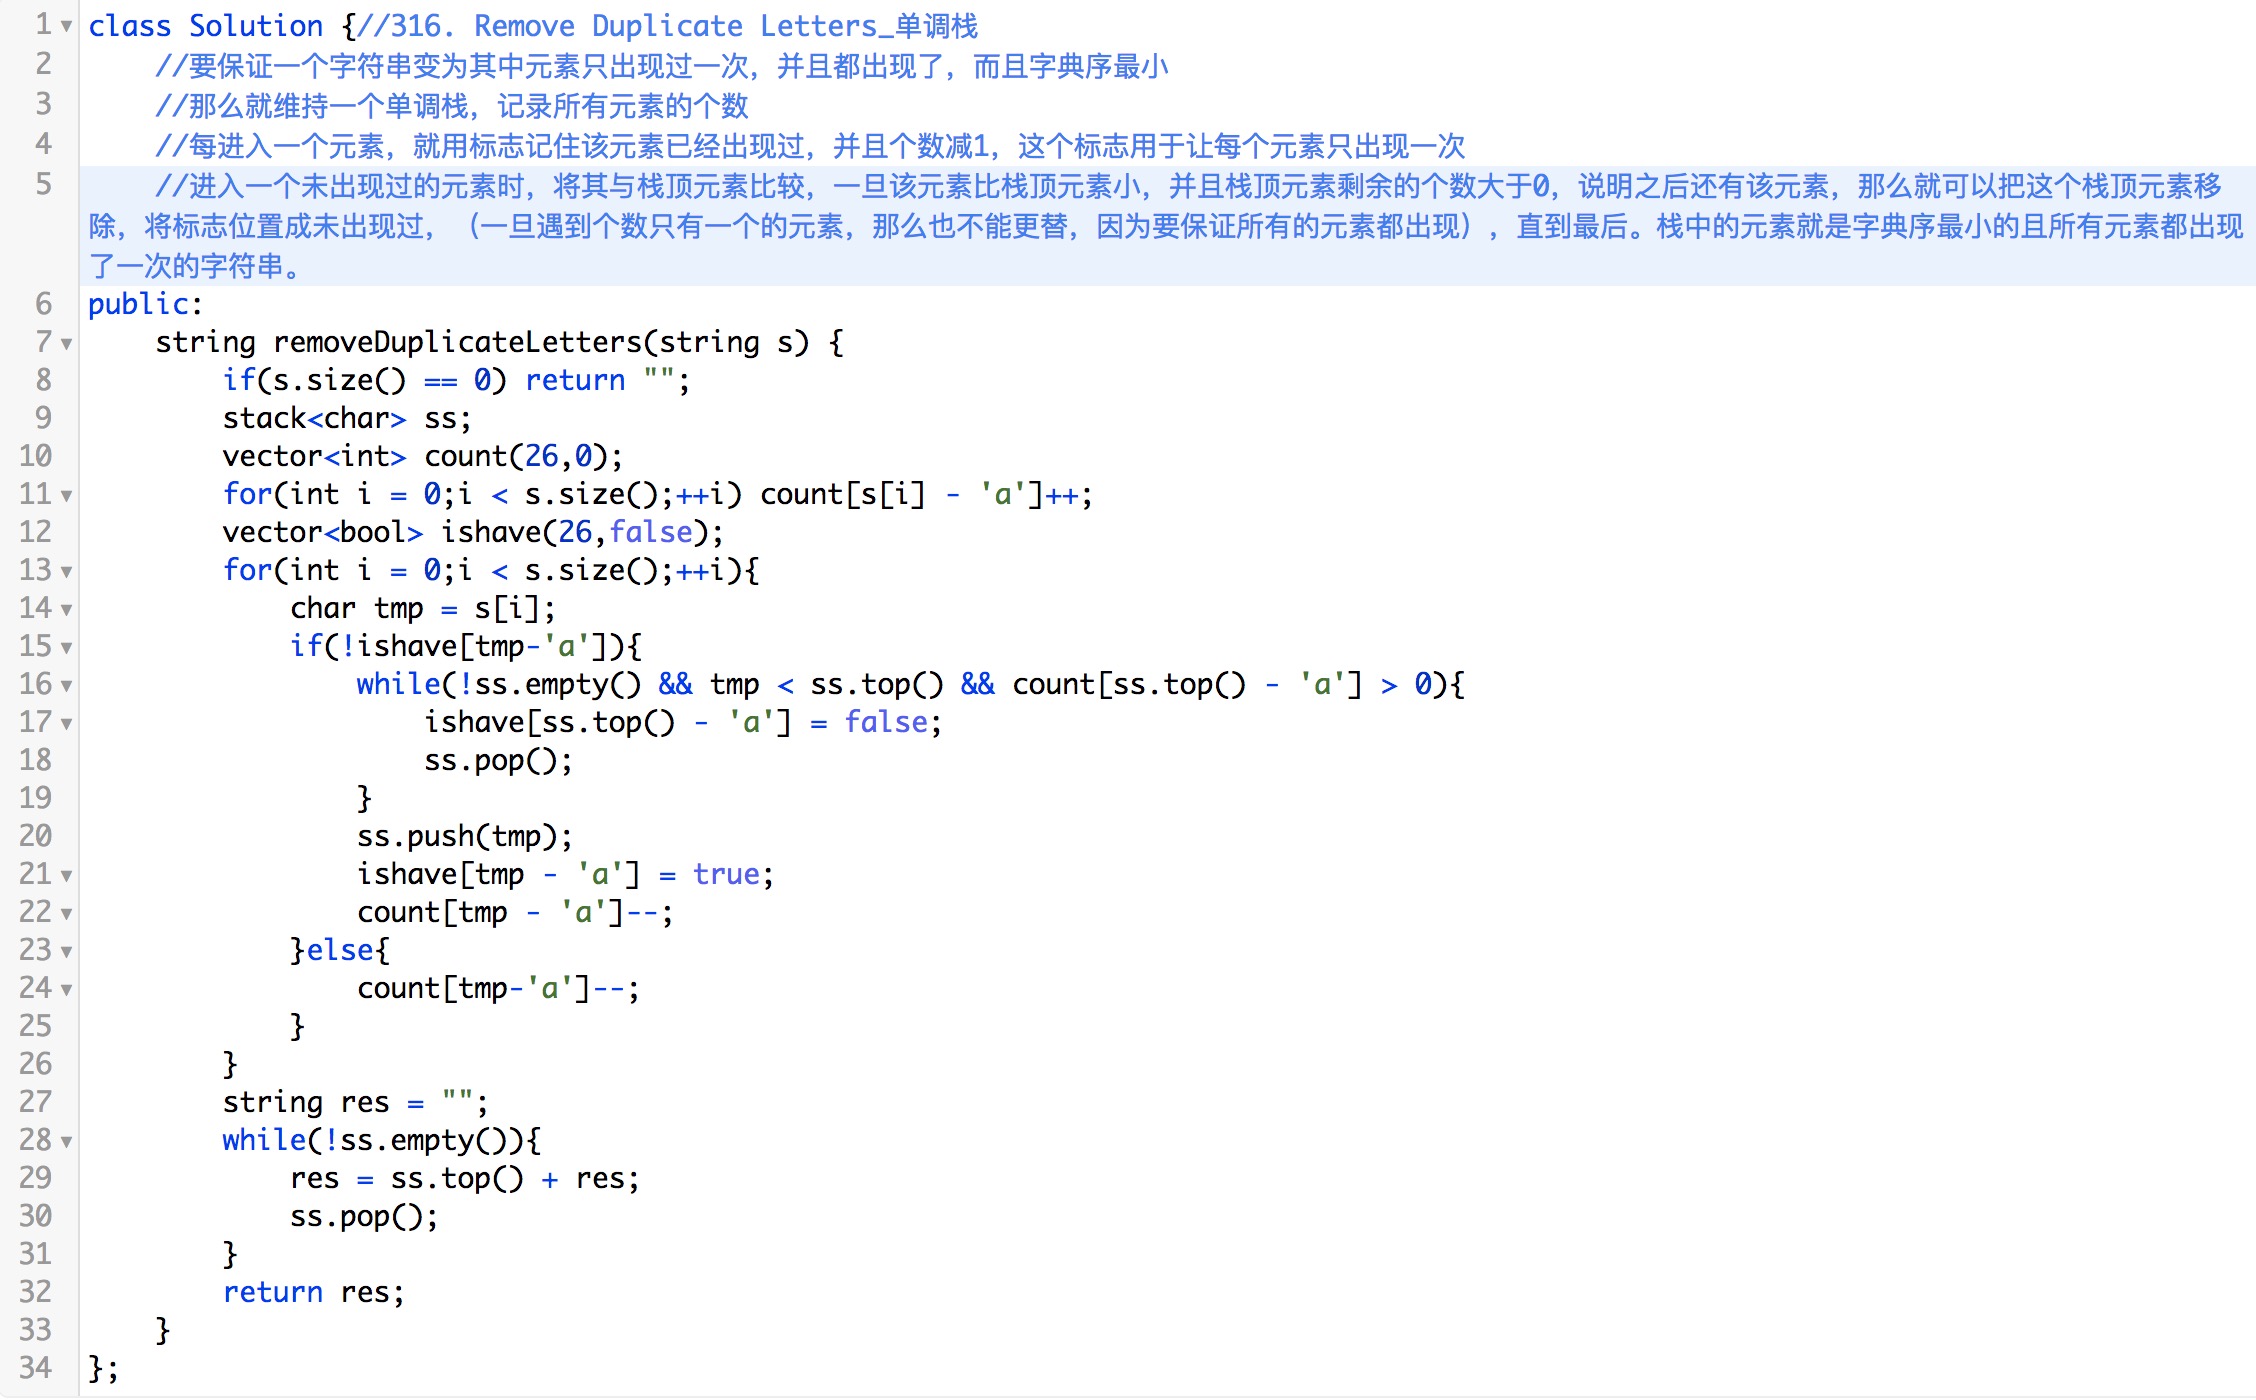 1 class Solution {//316. Remove Duplicate Letters_单调栈
2     //要保证一个字符串变为其中元素只出现过一次，并且都出现了，而且字典序最小
3     //那么就维持一个单调栈，记录所有元素的个数
4     //每进入一个元素，就用标志记住该元素已经出现过，并且个数减1，这个标志用于让每个元素只出现一次
5     //进入一个未出现过的元素时，将其与栈顶元素比较，一旦该元素比栈顶元素小，并且栈顶元素剩余的个数大于0，说明之后还有该元素，那么就可以把这个栈顶元素移
除，将标志位置成未出现过，（一旦遇到个数只有一个的元素，那么也不能更替，因为要保证所有的元素都出现），直到最后。栈中的元素就是字典序最小的且所有元素都出现
了一次的字符串。
6 public:
7     string removeDuplicateLetters(string s) {
8         if(s.size() == 0) return "";
9         stack<char> ss;
10         vector<int> count(26,0);
11         for(int i = 0;i < s.size();++i) count[s[i] - 'a']++;
12         vector<bool> ishave(26,false);
13         for(int i = 0;i < s.size();++i){
14             char tmp = s[i];
15             if(!ishave[tmp-'a']){
16                 while(!ss.empty() && tmp < ss.top() && count[ss.top() - 'a'] > 0){
17                     ishave[ss.top() - 'a'] = false;
18                     ss.pop();
19                 }
20                 ss.push(tmp);
21                 ishave[tmp - 'a'] = true;
22                 count[tmp - 'a']--;
23             }else{
24                 count[tmp-'a']--;
25             }
26         }
27         string res = "";
28         while(!ss.empty()){
29             res = ss.top() + res;
30             ss.pop();
31         }
32         return res;
33     }
34 };